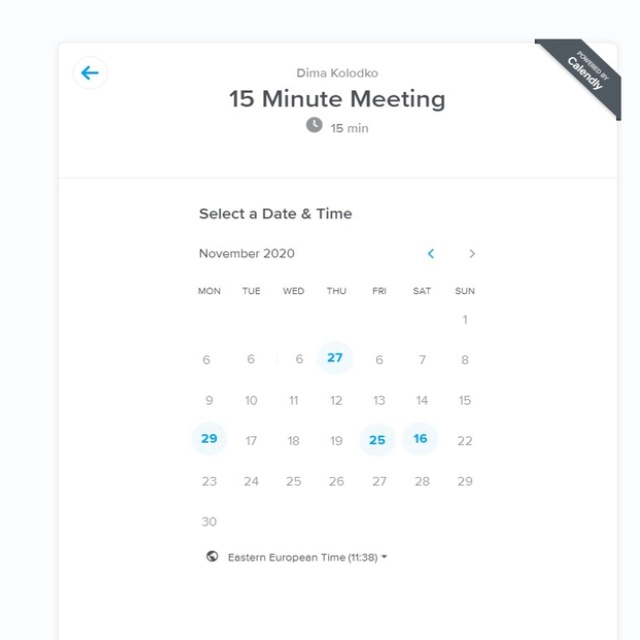 Dima Kolodko
POWERED BY
Calendly
15 Minute Meeting
15 min
Select a Date & Time
November 2020
MON TUE WED THU FRI SAT SUN
1
6 6 6 27 6 7 8
9 10 11 12 13 14 15
29 17 18 19 25 16 22
23 24 25 26 27 28 29
30
Eastern European Time (11:38)